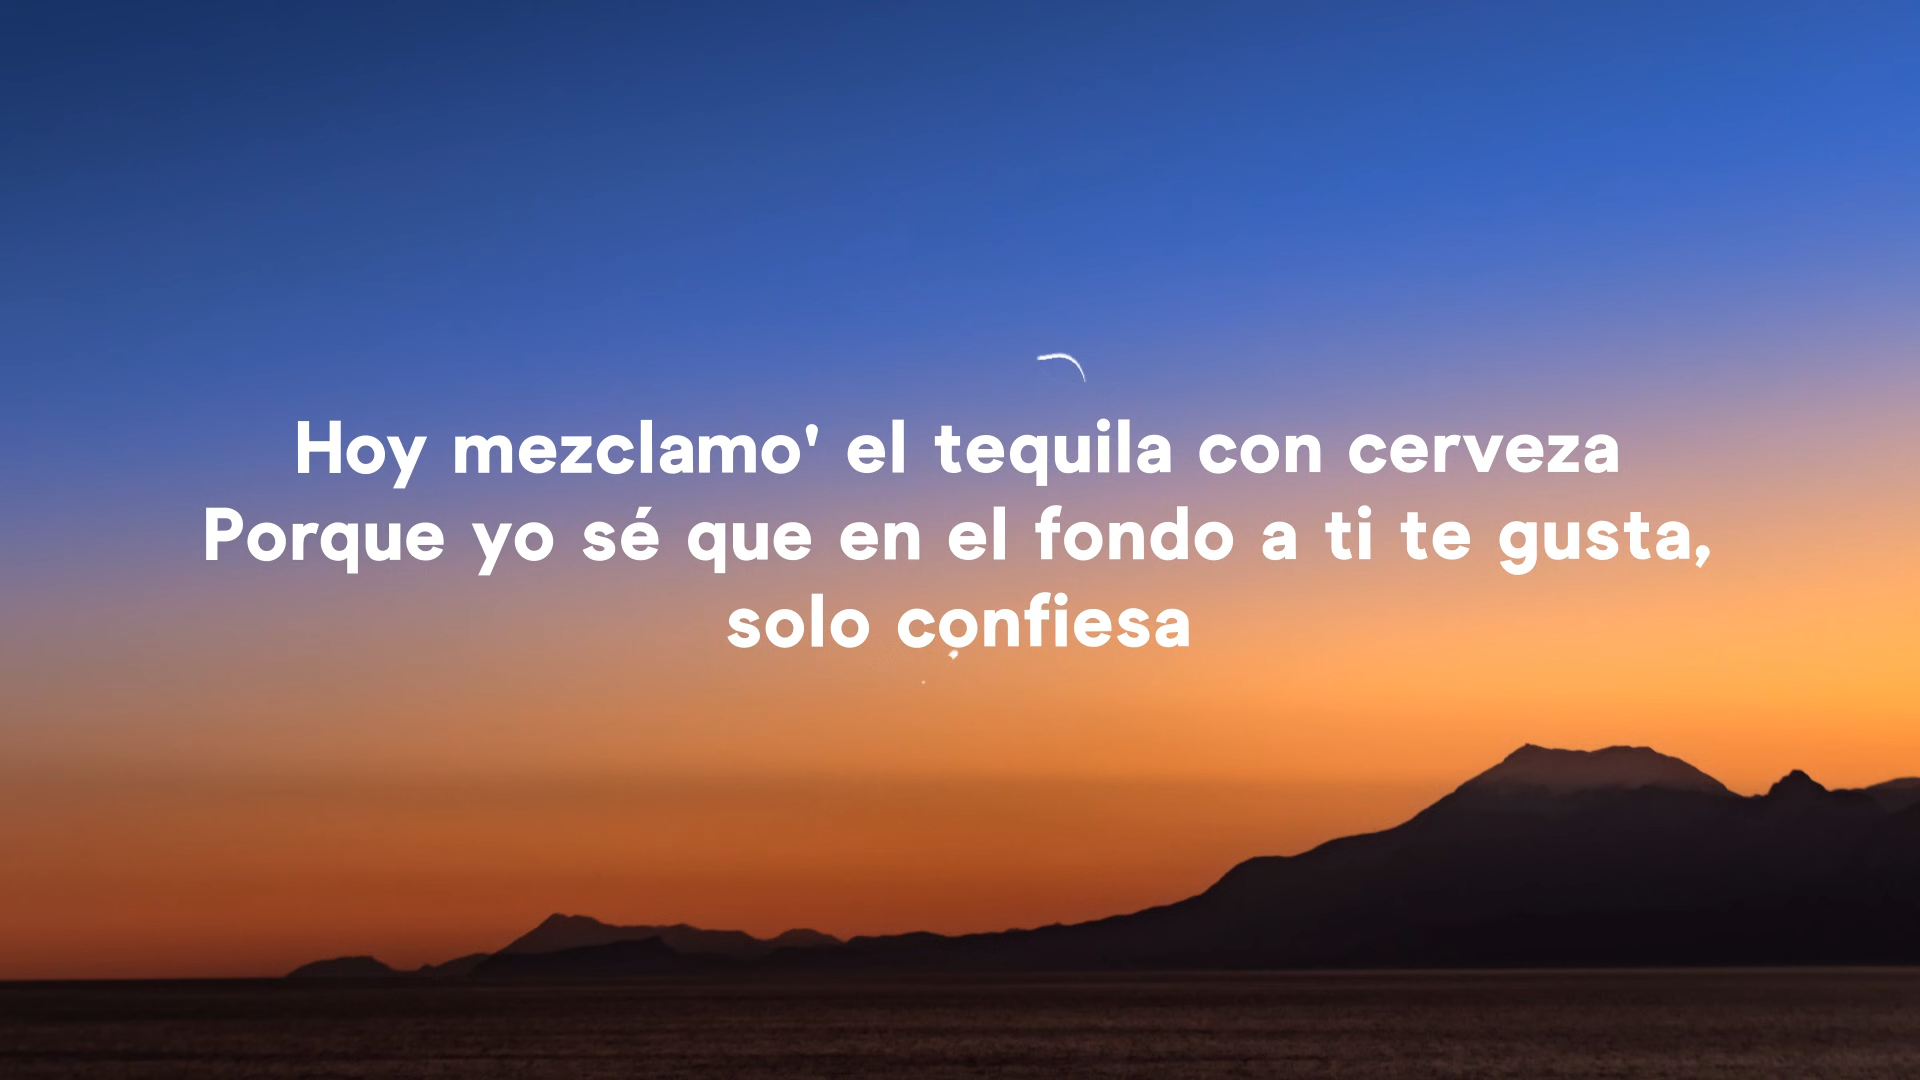 Hoy mezclamo' el tequila con cerveza
Porque yo sé que en el fondo a ti te gusta,
solo confiesa